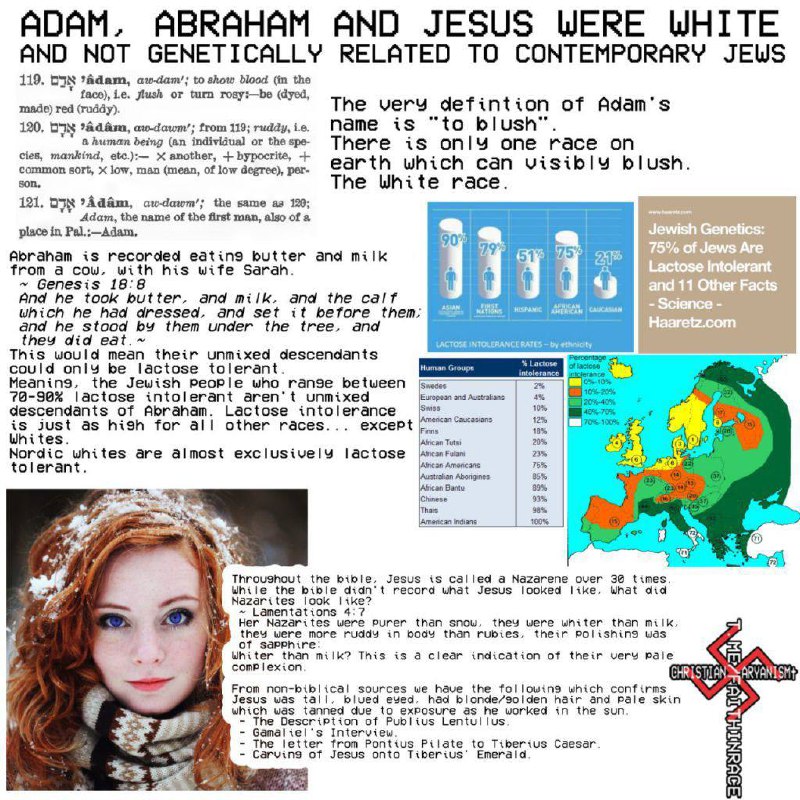 ADAM, ABRAHAM AND JESUS WERE WHITE
AND NOT GENETICALLY RELATED TO CONTEMPORARY JEWS
119. אָדַם ʼâdam, aw-dam'; to show blood (in the
face), i.e. flush or turn rosy:—be (dyed,
made) red (ruddy).
120. אָדָם ʼâdâm, aw-dawm'; from 119; ruddy, i.e.
a human being (an individual or the spe-
cies, mankind, etc.):— × another, + hypocrite, +
common sort, × low, man (mean, of low degree), per-
son.
121. אָדָם ʼÂdâm, aw-dawm'; the same as 120;
Adam, the name of the first man, also of a
place in Pal.:—Adam.
The very defintion of Adam's
name is "to blush".
There is only one race on
earth which can visibly blush.
The White race.
Abraham is recorded eating butter and milk
from a cow, with his wife Sarah.
~ Genesis 18:8
And he took butter, and milk, and the calf
which he had dressed, and set it before them;
and he stood by them under the tree, and
they did eat.~
This would mean their unmixed descendants
could only be lactose tolerant.
Meaning, the Jewish people who range between
70-90% lactose intolerant aren't unmixed
descendants of Abraham. Lactose intolerance
is just as high for all other races... except
Whites.
Nordic whites are almost exclusively lactose
tolerant.
90%
79%
51%
75%
21%
ASIAN
FIRST NATIONS
HISPANIC
AFRICAN AMERICAN
CAUCASIAN
LACTOSE INTOLERANCE RATES – by ethnicity
www.haaretz.com
Jewish Genetics:
75% of Jews Are
Lactose Intolerant
and 11 Other Facts
- Science -
Haaretz.com
Human Groups % Lactose intolerance
Swedes 2%
European and Australians 4%
Swiss 10%
American Caucasians 12%
Finns 18%
African Tutsi 20%
African Fulani 23%
African Americans 75%
Australian Aborigines 85%
African Bantu 89%
Chinese 93%
Thais 98%
American Indians 100%
Percentage
of lactose
intolerance
0%-10%
10%-20%
20%-40%
40%-70%
70%-100%
Throughout the bible, Jesus is called a Nazarene over 30 times.
While the bible didn't record what Jesus looked like, What did
Nazarites look like?
~ Lamentations 4:7
Her Nazarites were purer than snow, they were whiter than milk,
they were more ruddy in body than rubies, their polishing was
of sapphire:
Whiter than milk? This is a clear indication of their very pale
complexion.
From non-biblical sources we have the following which confirms
Jesus was tall, blued eyed, had blonde/golden hair and pale skin
which was tanned due to exposure as he worked in the sun.
- The Description of Publius Lentullus.
- Gamaliel's Interview.
- The letter from Pontius Pilate to Tiberius Caesar.
- Carving of Jesus onto Tiberius' Emerald.
CHRISTIAN ARYANISM
THE FAITH IN RACE